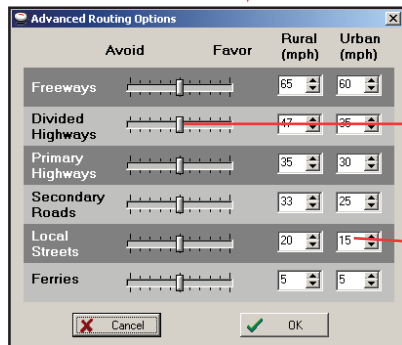 Advanced Routing Options
Avoid Favor Rural (mph) Urban (mph)
Freeways 65 60
Divided Highways 47 35
Primary Highways 35 30
Secondary Roads 33 25
Local Streets 20 15
Ferries 5 5
Cancel OK